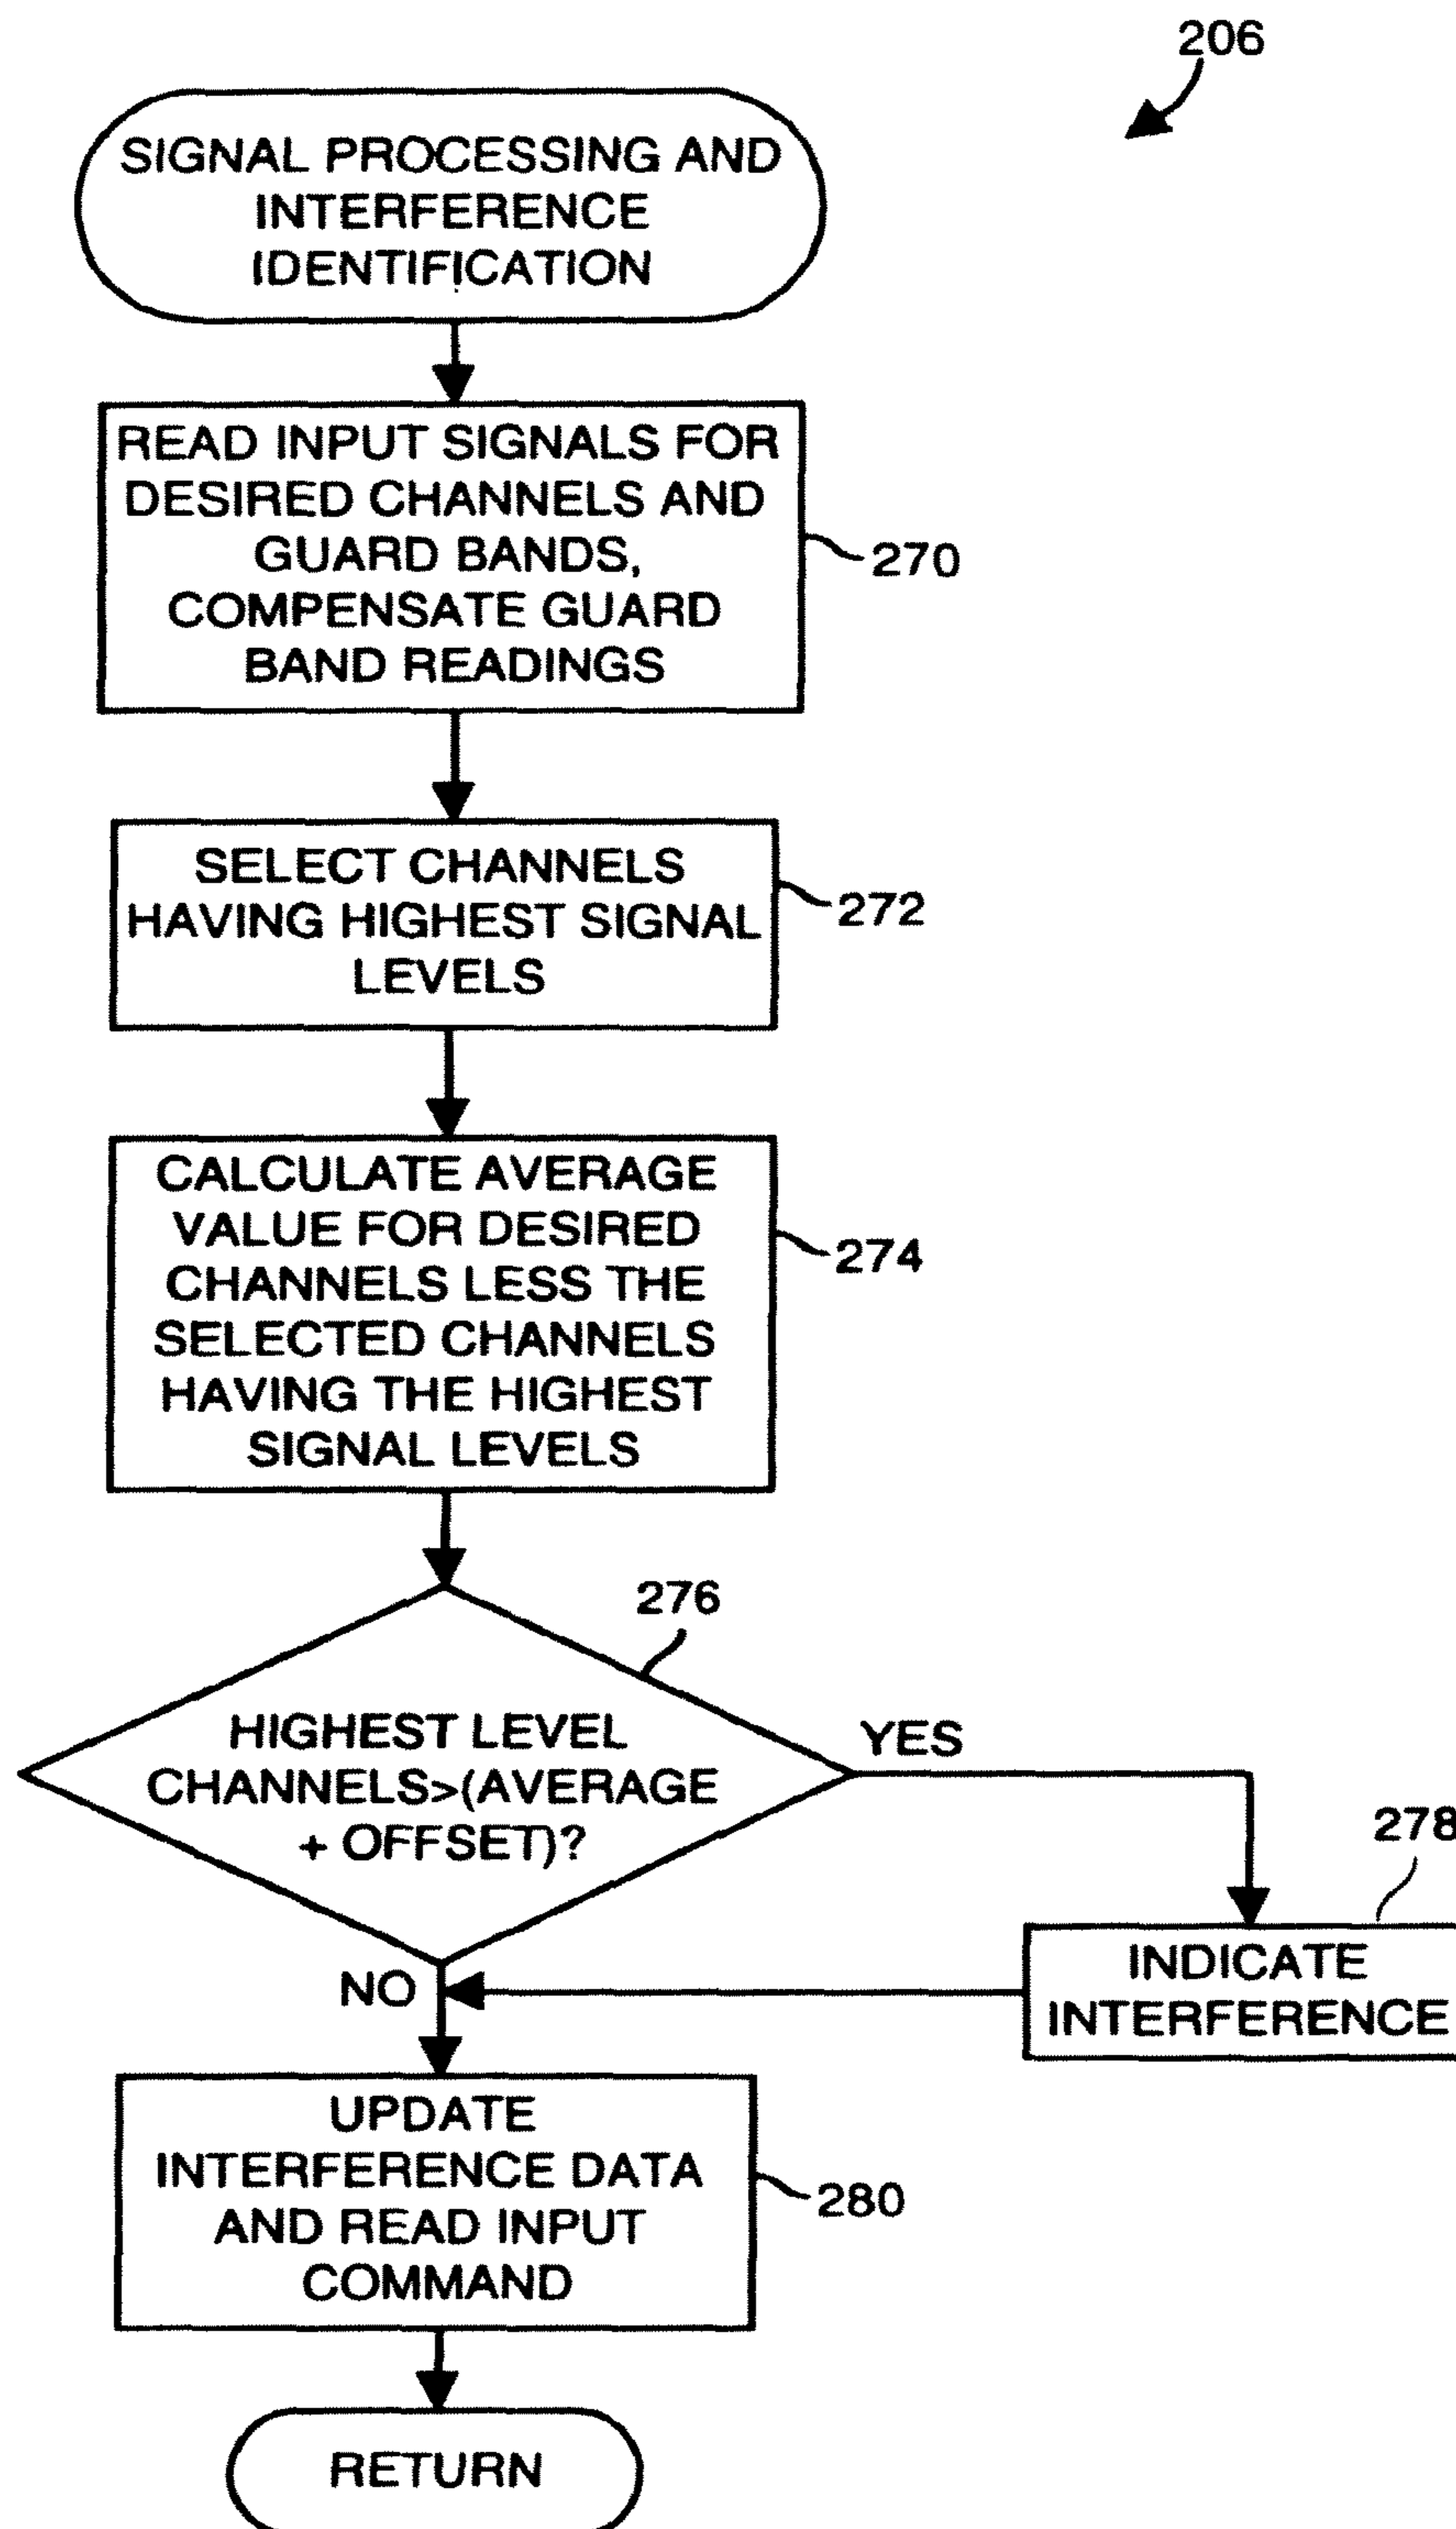 206
SIGNAL PROCESSING AND
INTERFERENCE
IDENTIFICATION
READ INPUT SIGNALS FOR
DESIRED CHANNELS AND
GUARD BANDS,
COMPENSATE GUARD
BAND READINGS
270
SELECT CHANNELS
HAVING HIGHEST SIGNAL
LEVELS
272
CALCULATE AVERAGE
VALUE FOR DESIRED
CHANNELS LESS THE
SELECTED CHANNELS
HAVING THE HIGHEST
SIGNAL LEVELS
274
276
HIGHEST LEVEL
CHANNELS>(AVERAGE
+ OFFSET)?
YES
278
INDICATE
INTERFERENCE
NO
UPDATE
INTERFERENCE DATA
AND READ INPUT
COMMAND
280
RETURN